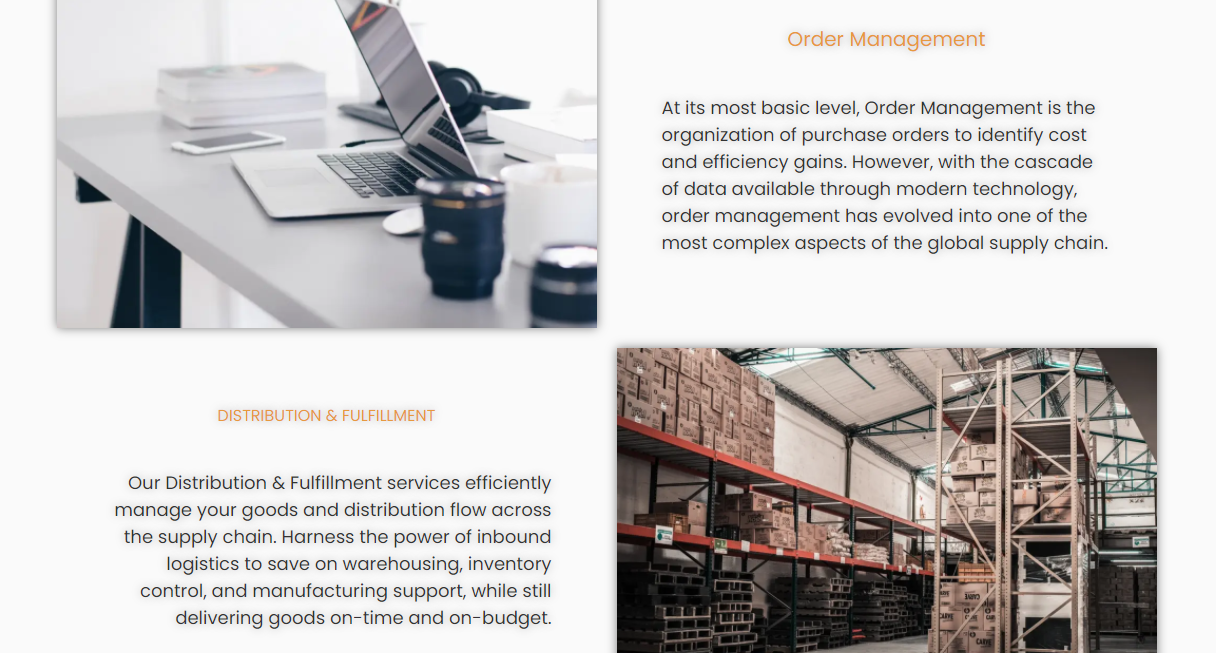 Order Management
At its most basic level, Order Management is the
organization of purchase orders to identify cost
and efficiency gains. However, with the cascade
of data available through modern technology,
order management has evolved into one of the
most complex aspects of the global supply chain.
DISTRIBUTION & FULFILLMENT
Our Distribution & Fulfillment services efficiently
manage your goods and distribution flow across
the supply chain. Harness the power of inbound
logistics to save on warehousing, inventory
control, and manufacturing support, while still
delivering goods on-time and on-budget.